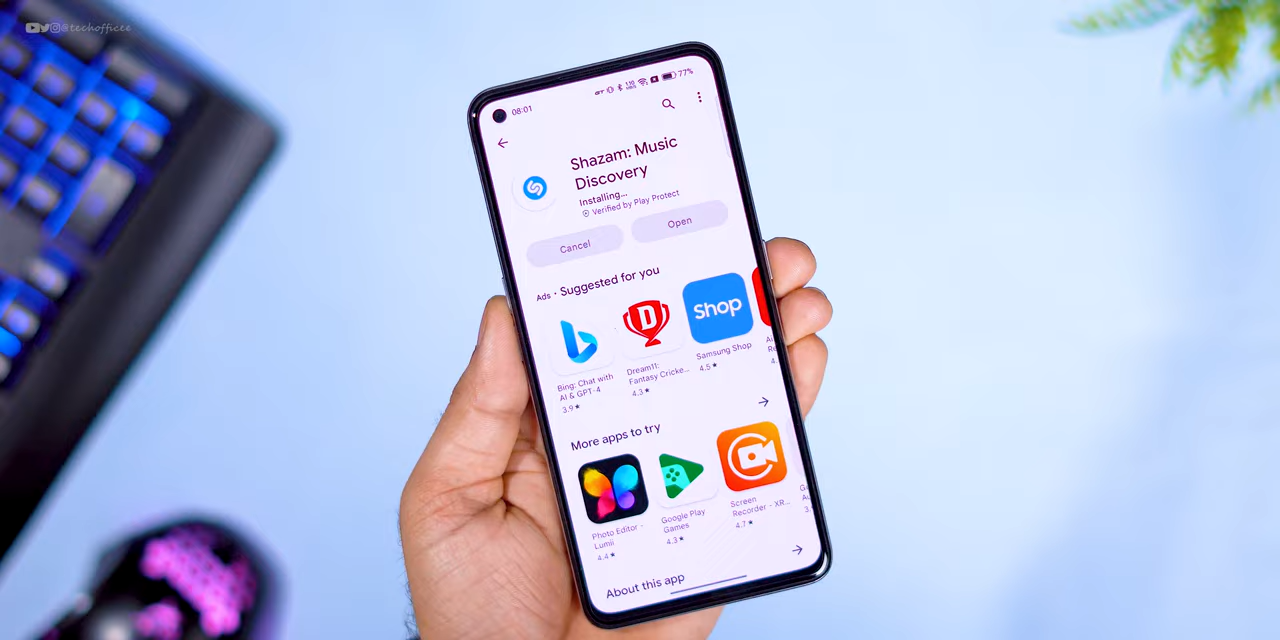 @techofficee
08:01
77%
Shazam: Music
Discovery
Installing...
Verified by Play Protect
Cancel
Open
Ads · Suggested for you
Shop
D
Bing: Chat with
AI & GPT-4
3.9★
Dream11:
Fantasy Cricke...
4.3★
Samsung Shop
4.5★
More apps to try
Photo Editor -
Lumii
4.4★
Google Play
Games
4.3★
Screen
Recorder - XR...
4.7★
About this app